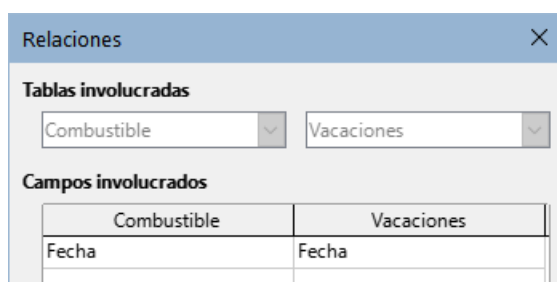 Relaciones
Tablas involucradas
Combustible Vacaciones
Campos involucrados
Combustible Vacaciones
Fecha Fecha